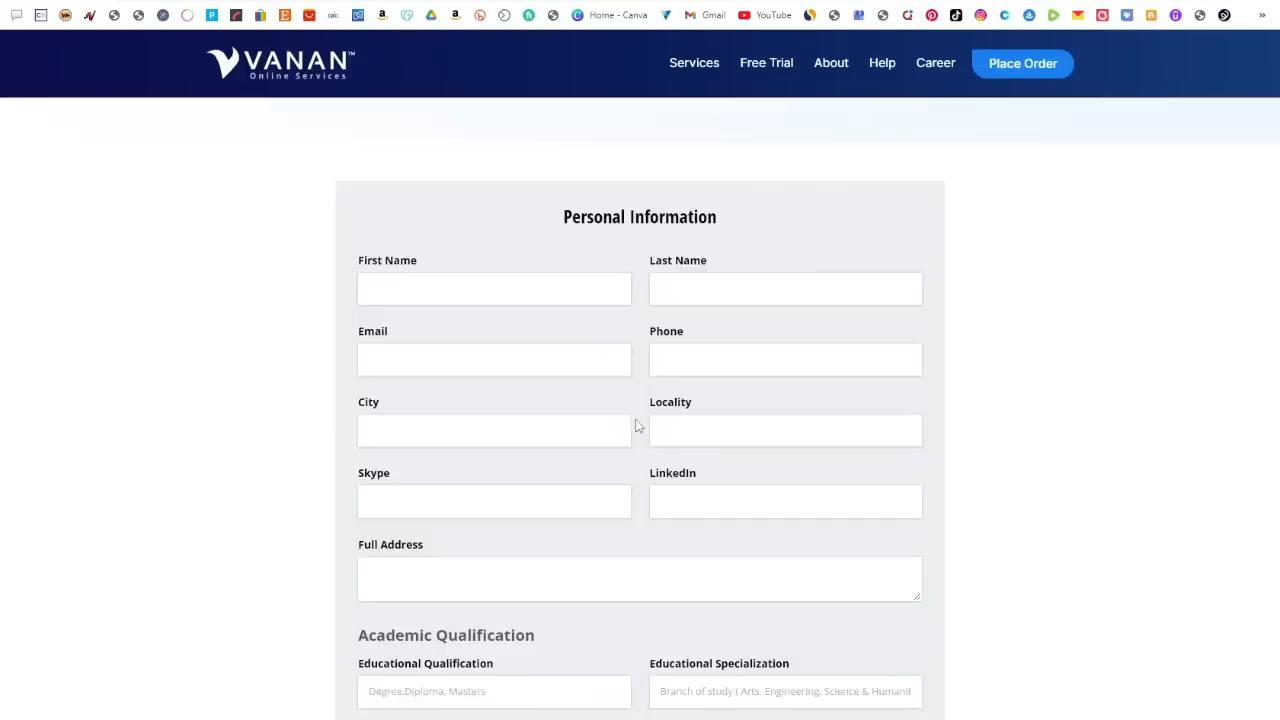 Home - Canva Gmail YouTube »
VANAN™
Online Services
Services Free Trial About Help Career Place Order
Personal Information
First Name Last Name
Email Phone
City Locality
Skype LinkedIn
Full Address
Academic Qualification
Educational Qualification Educational Specialization
Degree,Diploma, Masters Branch of study ( Arts, Engineering, Science & Humanit